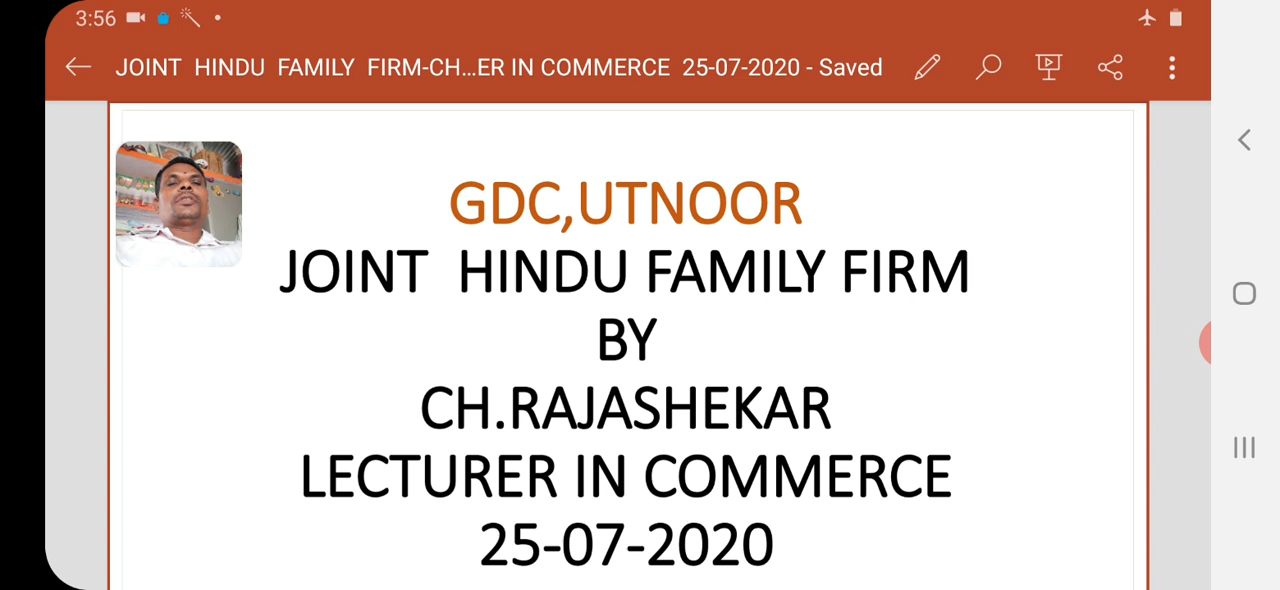 3:56
JOINT HINDU FAMILY FIRM-CH...ER IN COMMERCE 25-07-2020 - Saved
GDC,UTNOOR
JOINT HINDU FAMILY FIRM
BY
CH.RAJASHEKAR
LECTURER IN COMMERCE
25-07-2020